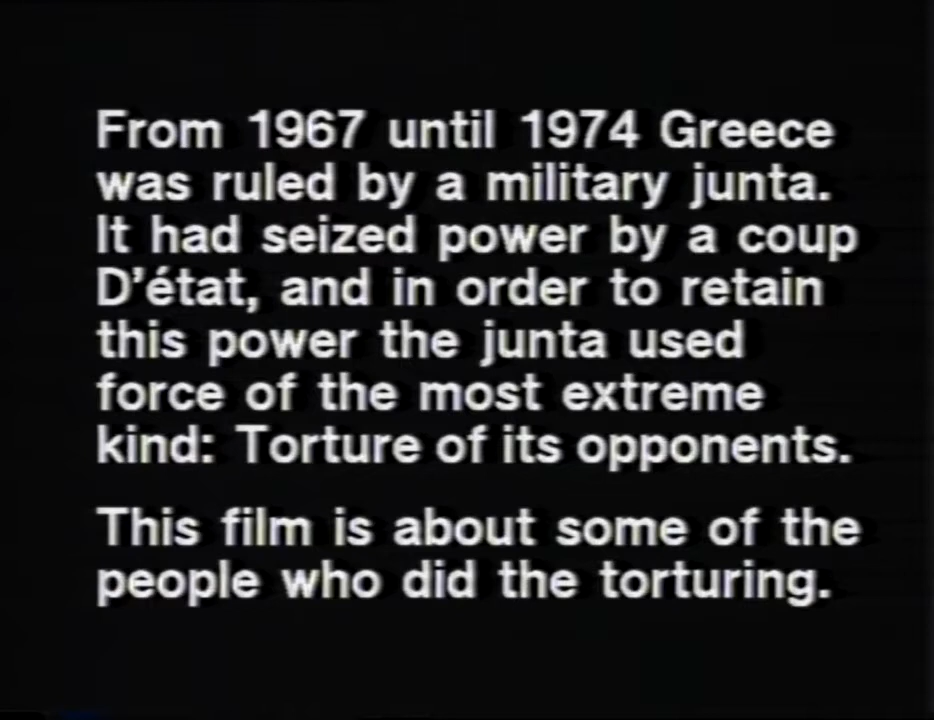 From 1967 until 1974 Greece
was ruled by a military junta.
It had seized power by a coup
D'état, and in order to retain
this power the junta used
force of the most extreme
kind: Torture of its opponents.
This film is about some of the
people who did the torturing.